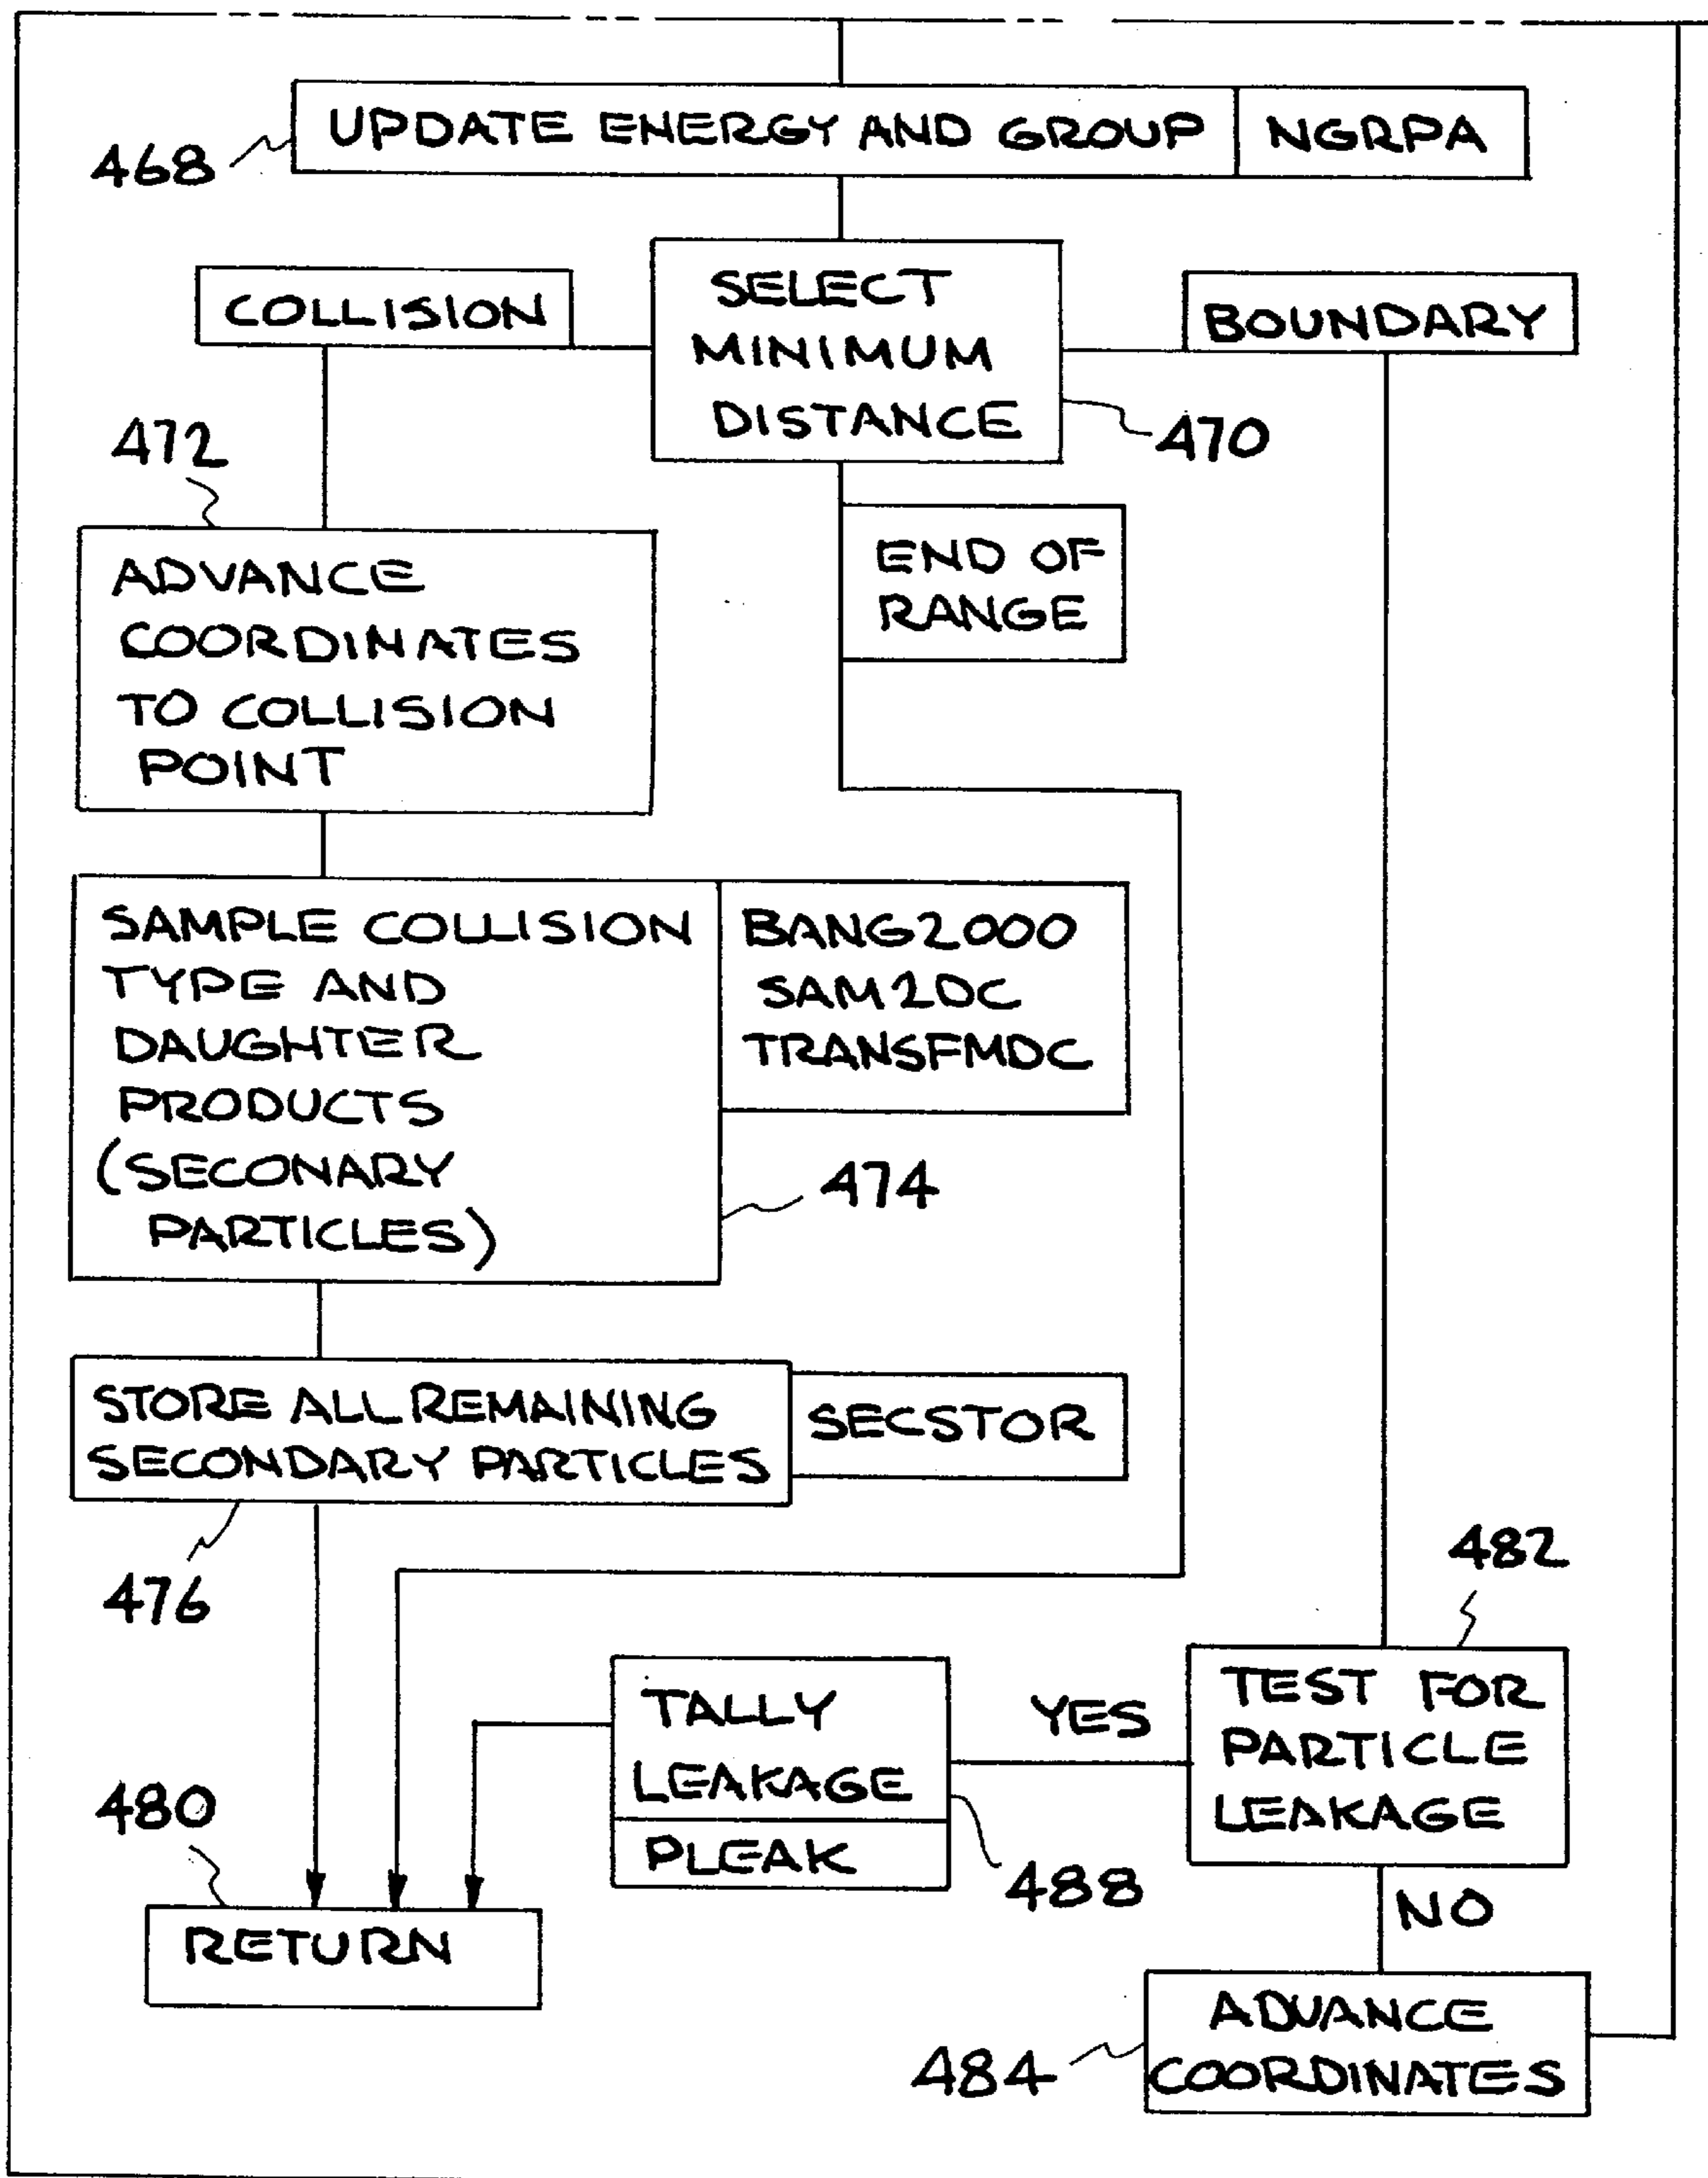 UPDATE ENERGY AND GROUP
NGRPA
468
COLLISION
SELECT
MINIMUM
DISTANCE
BOUNDARY
470
472
END OF
RANGE
ADVANCE
COORDINATES
TO COLLISION
POINT
SAMPLE COLLISION
TYPE AND
DAUGHTER
PRODUCTS
(SECONARY
PARTICLES)
BANG2000
SAM2DC
TRANSFMDC
474
STORE ALL REMAINING
SECONDARY PARTICLES
SECSTOR
476
482
TALLY
LEAKAGE
PLEAK
YES
TEST FOR
PARTICLE
LEAKAGE
480
488
NO
RETURN
ADVANCE
COORDINATES
484